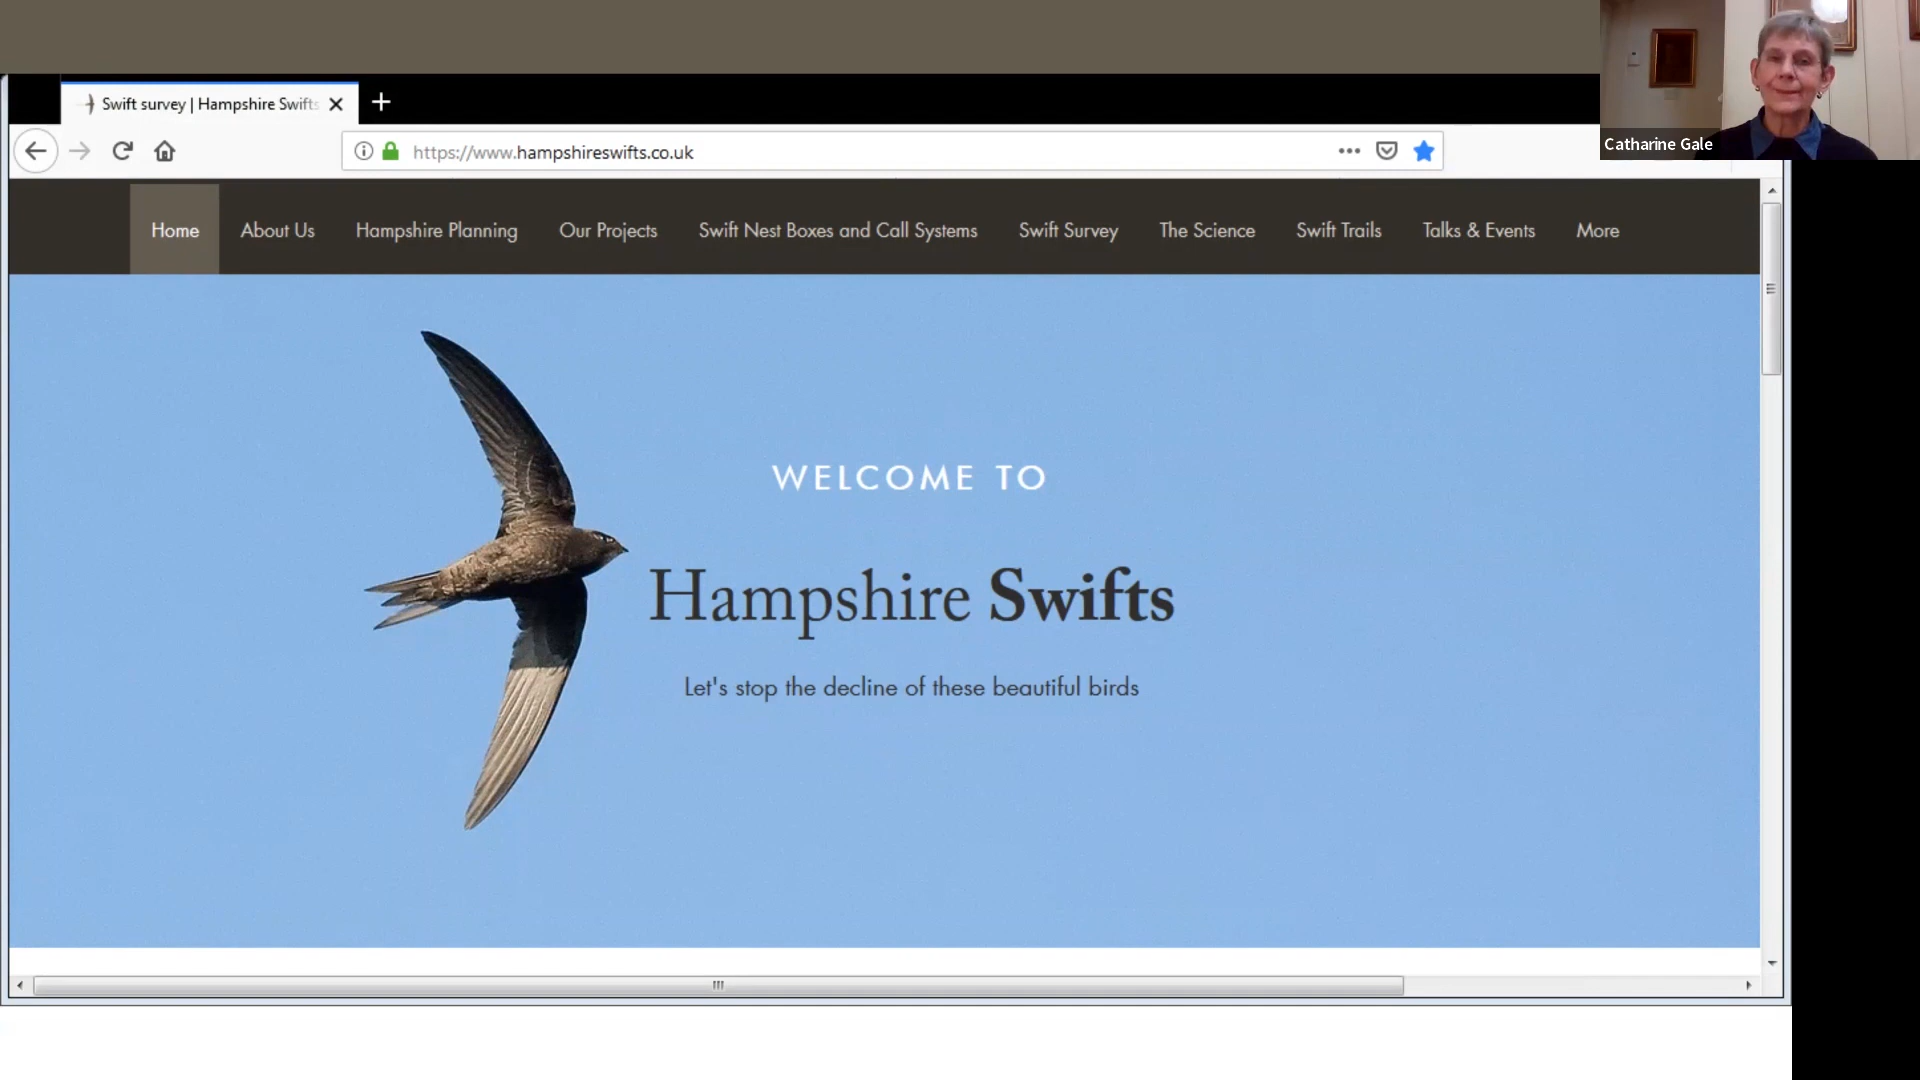 Swift survey | Hampshire Swifts
https://www.hampshireswifts.co.uk
Catharine Gale
Home About Us Hampshire Planning Our Projects Swift Nest Boxes and Call Systems Swift Survey The Science Swift Trails Talks & Events More
WELCOME TO
Hampshire Swifts
Let's stop the decline of these beautiful birds